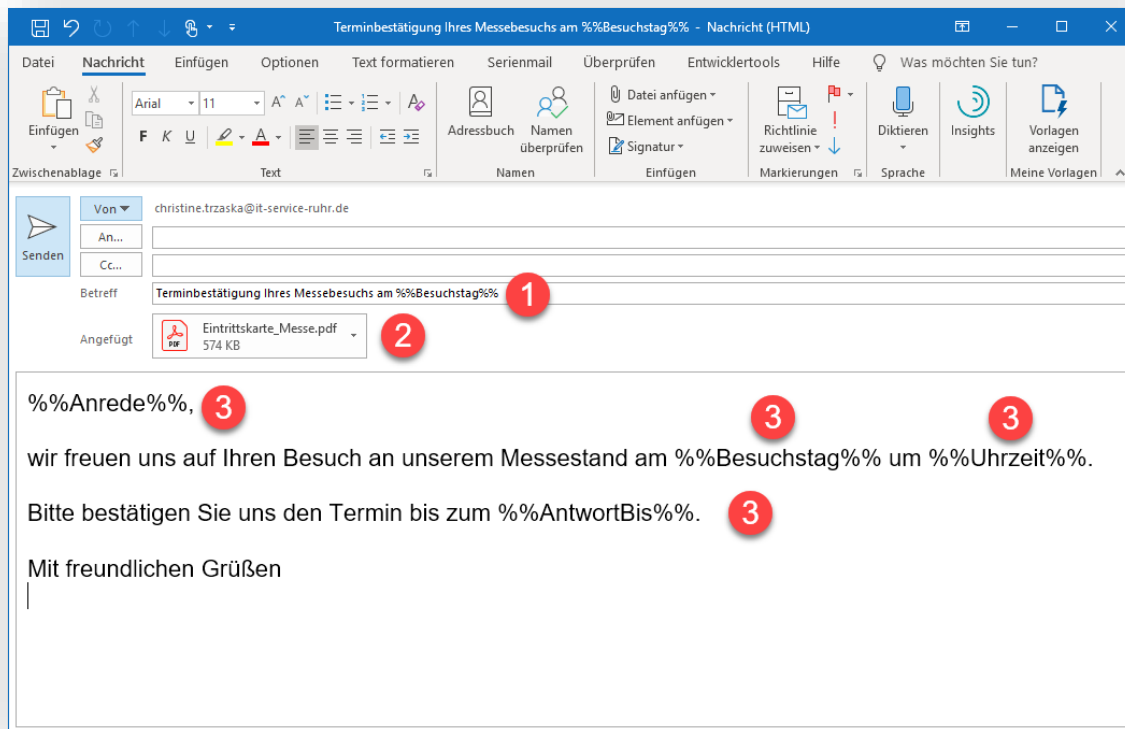 Terminbestätigung Ihres Messebesuchs am %%Besuchstag%% - Nachricht (HTML)
Datei Nachricht Einfügen Optionen Text formatieren Serienmail Überprüfen Entwicklertools Hilfe Was möchten Sie tun?
Einfügen
Zwischenablage
Arial 11
F K U
Text
Adressbuch
Namen überprüfen
Namen
Datei anfügen
Element anfügen
Signatur
Einfügen
Richtlinie zuweisen
Markierungen
Diktieren
Sprache
Insights
Vorlagen anzeigen
Meine Vorlagen
Senden
Von christine.trzaska@it-service-ruhr.de
An...
Cc...
Betreff Terminbestätigung Ihres Messebesuchs am %%Besuchstag%% 1
Angefügt
PDF
Eintrittskarte_Messe.pdf
574 KB
2
%%Anrede%%, 3
3 3
wir freuen uns auf Ihren Besuch an unserem Messestand am %%Besuchstag%% um %%Uhrzeit%%.
Bitte bestätigen Sie uns den Termin bis zum %%AntwortBis%%. 3
Mit freundlichen Grüßen